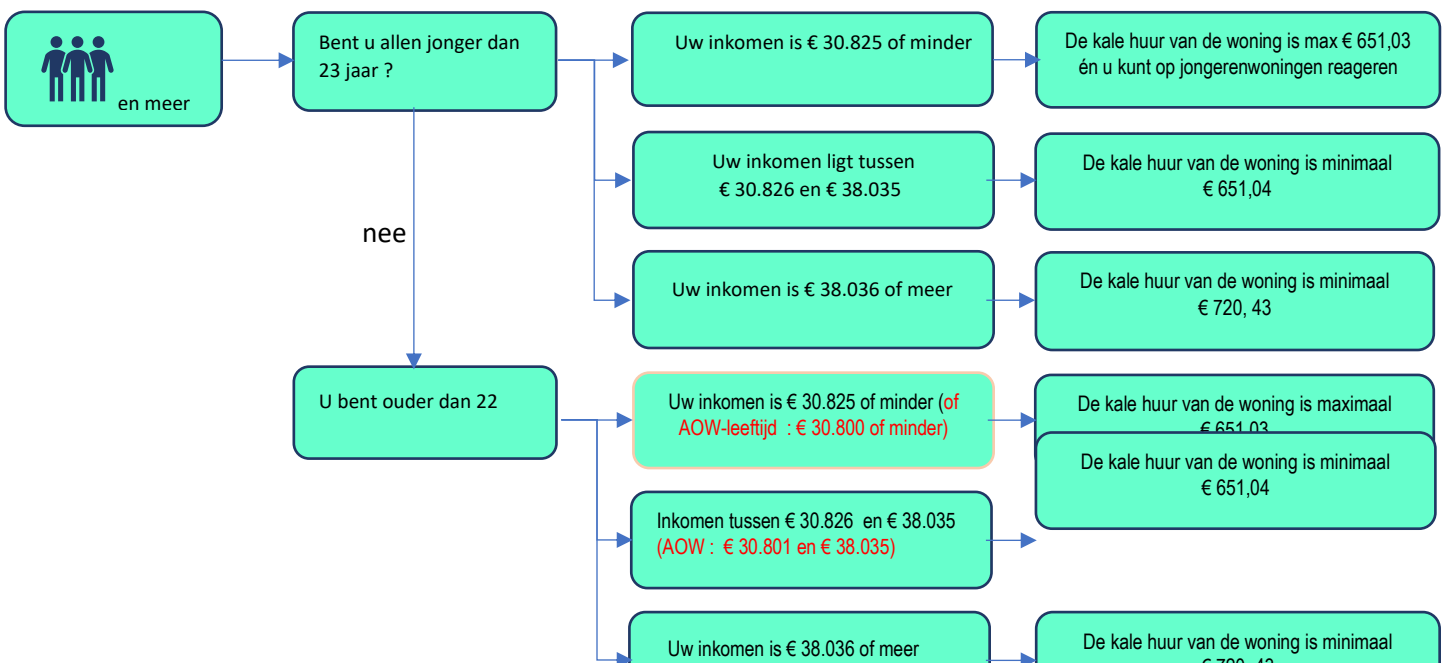 en meer
Bent u allen jonger dan
23 jaar ?
Uw inkomen is € 30.825 of minder
De kale huur van de woning is max € 651,03
én u kunt op jongerenwoningen reageren
Uw inkomen ligt tussen
€ 30.826 en € 38.035
De kale huur van de woning is minimaal
€ 651,04
nee
Uw inkomen is € 38.036 of meer
De kale huur van de woning is minimaal
€ 720, 43
U bent ouder dan 22
Uw inkomen is € 30.825 of minder (of
AOW-leeftijd : € 30.800 of minder)
De kale huur van de woning is maximaal
€ 651,03
De kale huur van de woning is minimaal
€ 651,04
Inkomen tussen € 30.826 en € 38.035
(AOW : € 30.801 en € 38.035)
Uw inkomen is € 38.036 of meer
De kale huur van de woning is minimaal